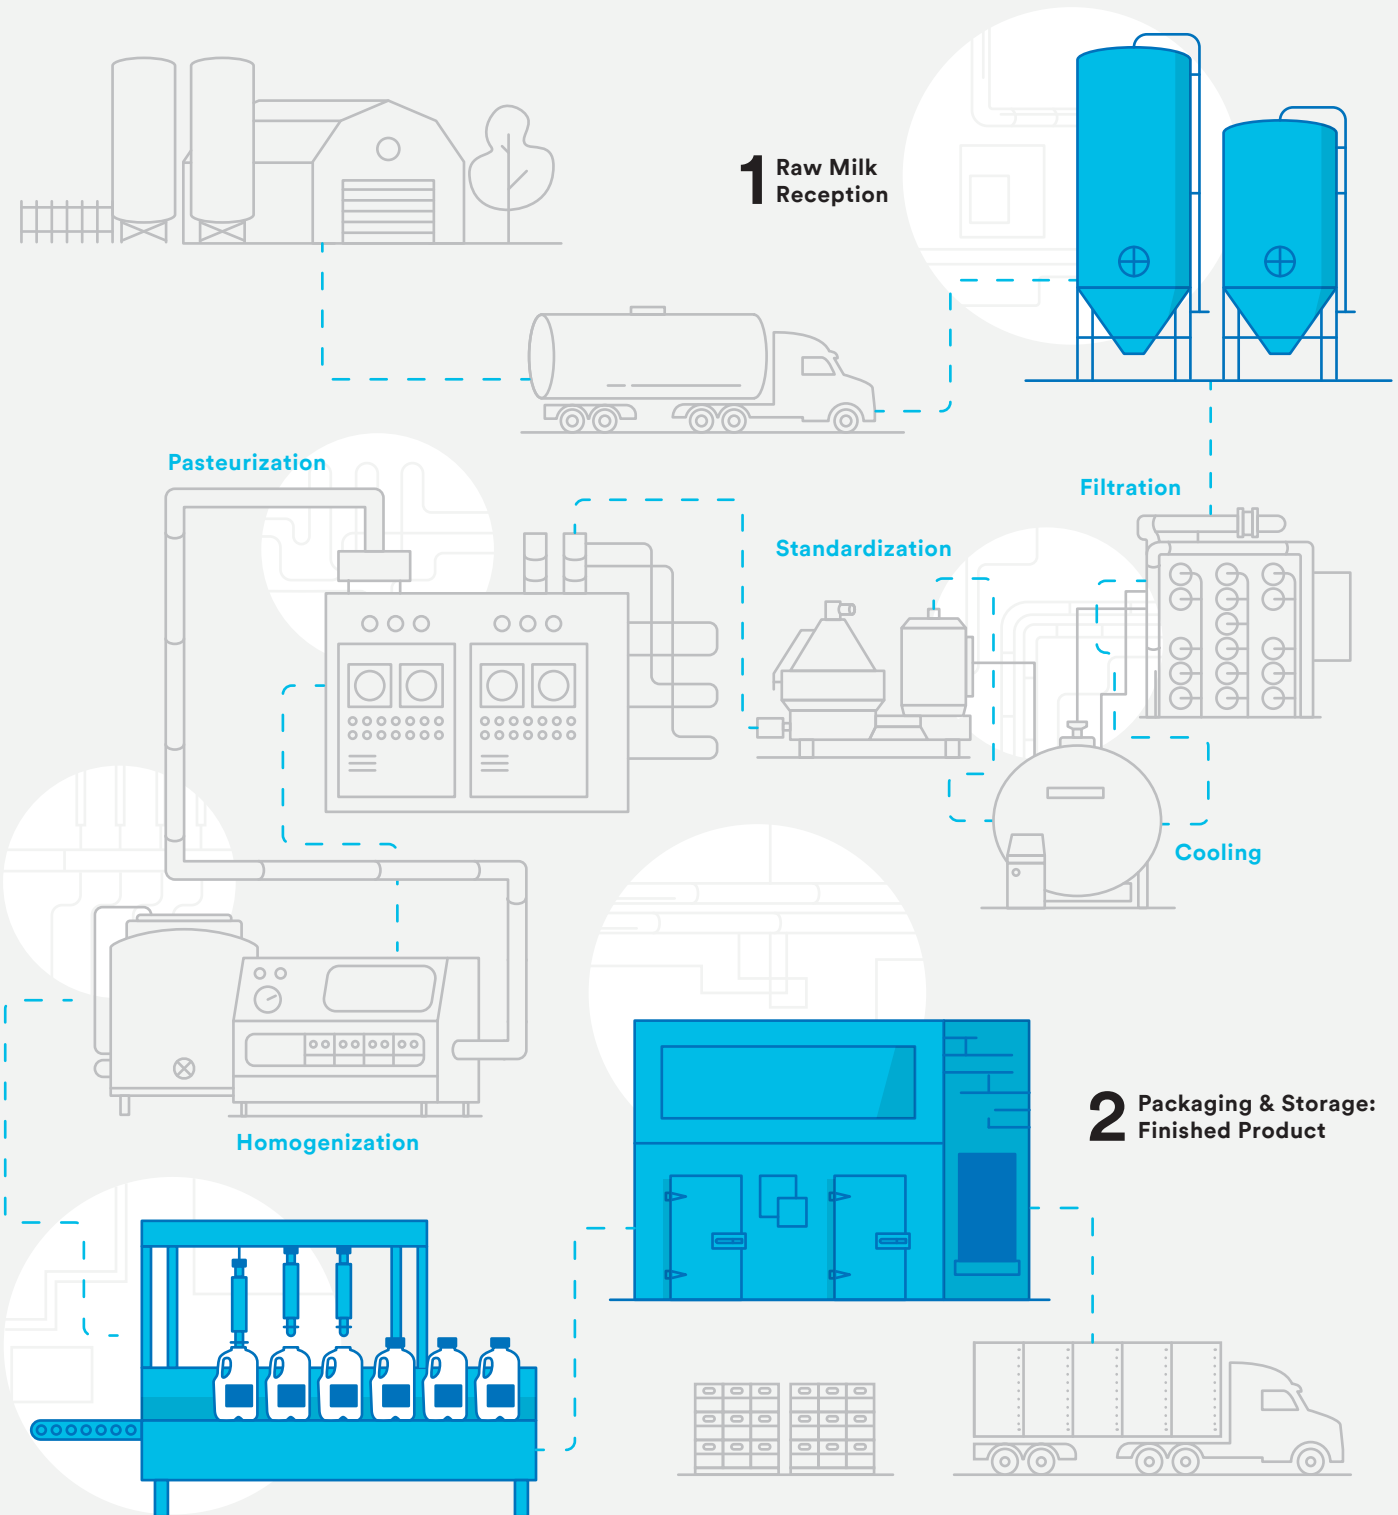 1 Raw Milk
Reception
Pasteurization
Filtration
Standardization
Cooling
2 Packaging & Storage:
Finished Product
Homogenization